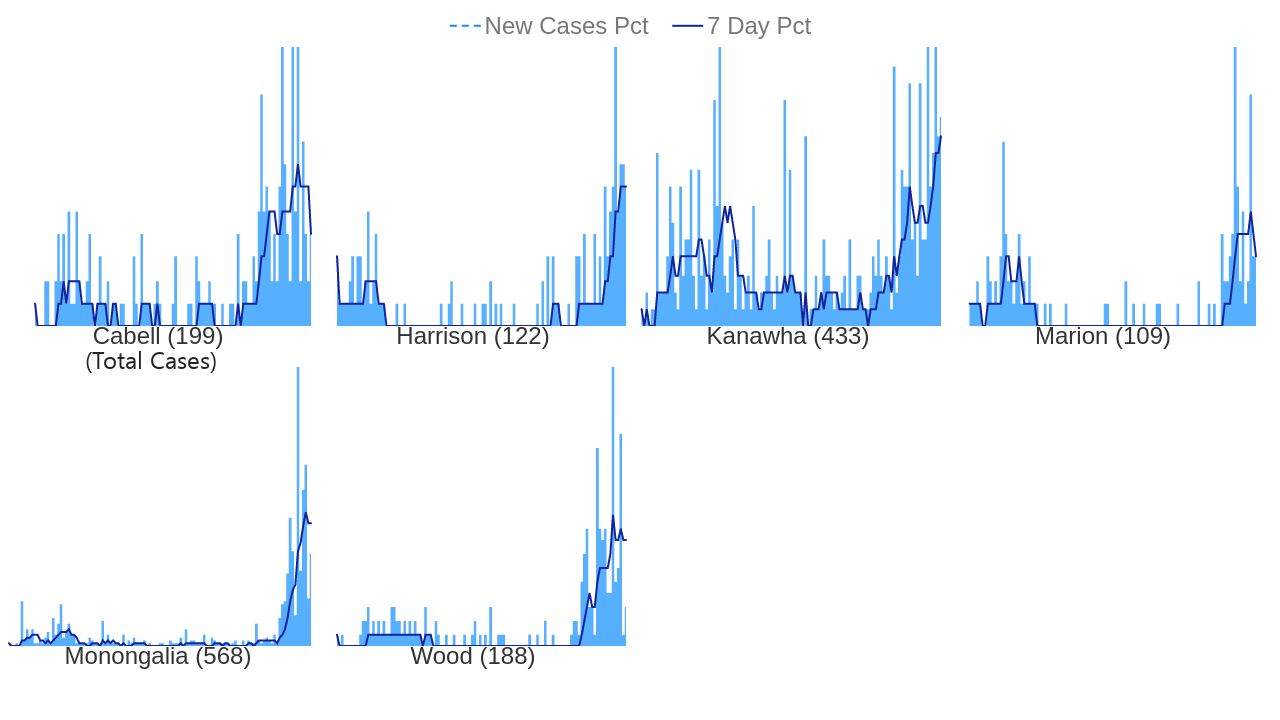 New Cases Pct 7 Day Pct
Cabell (199) Harrison (122) Kanawna (433) Marion (109)
(Total Cases)
Monongalia (568) Wood (188)